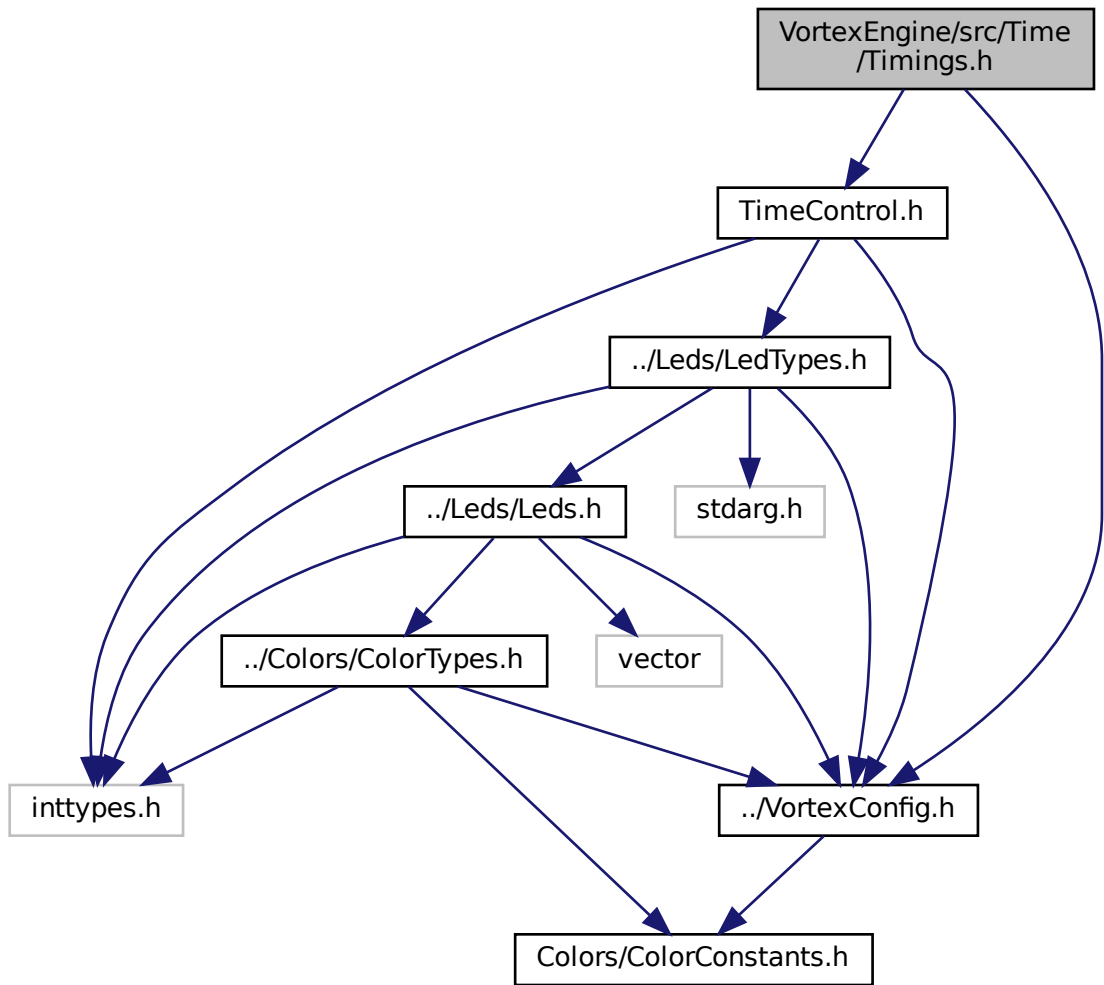 VortexEngine/src/Time
/Timings.h
TimeControl.h
../Leds/LedTypes.h
../Leds/Leds.h
stdarg.h
../Colors/ColorTypes.h
vector
inttypes.h
../VortexConfig.h
Colors/ColorConstants.h